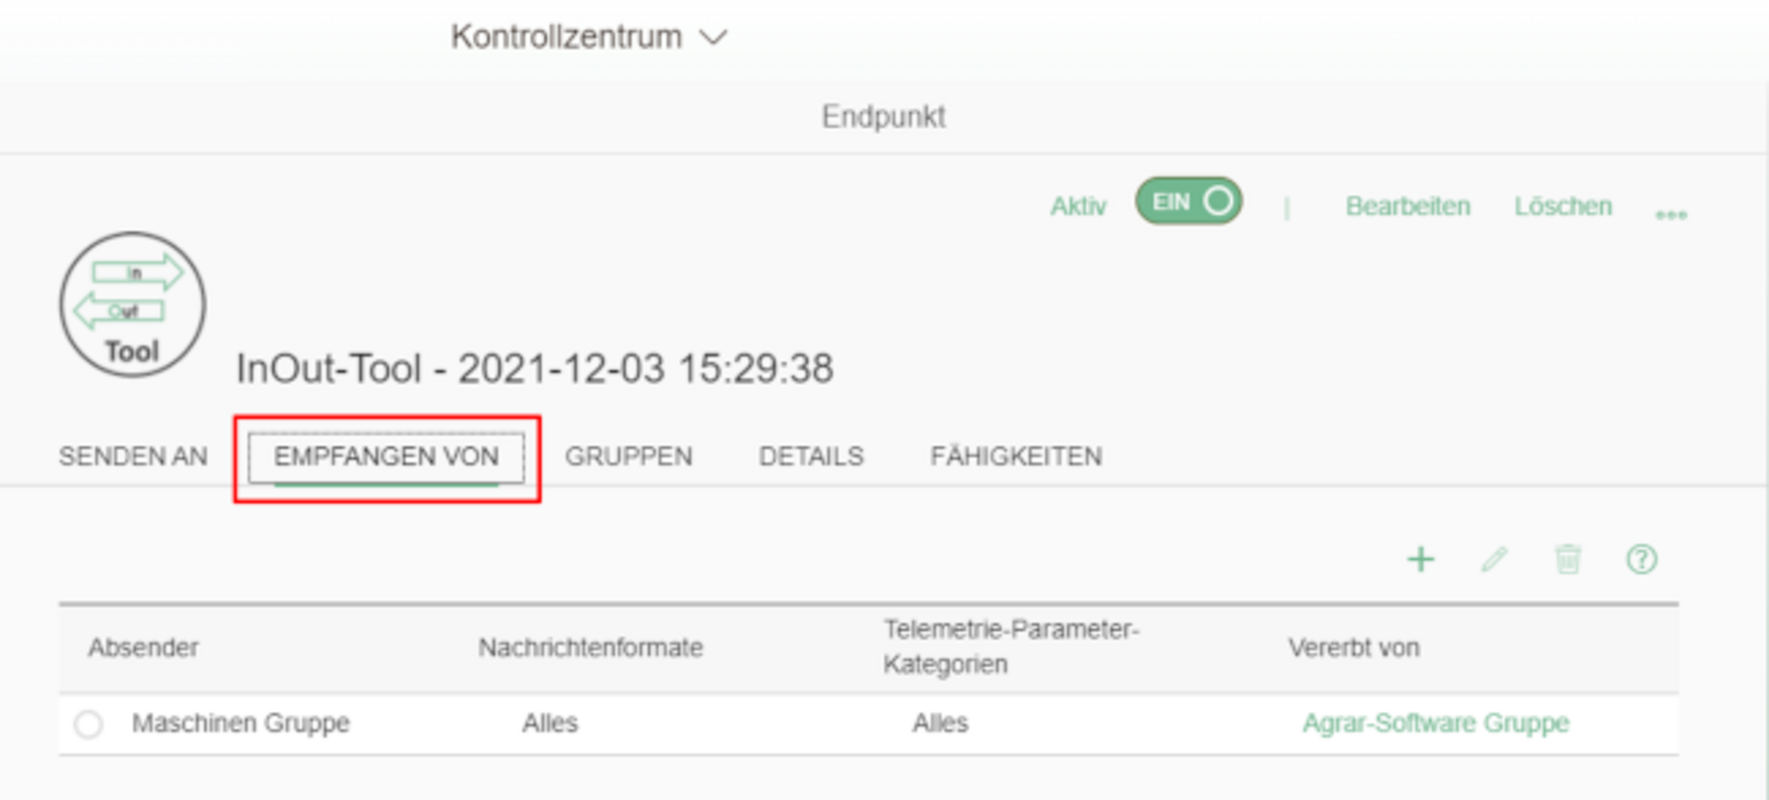 Kontrollzentrum
Endpunkt
Aktiv EIN | Bearbeiten Löschen
In
Out
Tool
InOut-Tool - 2021-12-03 15:29:38
SENDEN AN EMPFANGEN VON GRUPPEN DETAILS FÄHIGKEITEN
Absender Nachrichtenformate Telemetrie-Parameter-
Kategorien Vererbt von
Maschinen Gruppe Alles Alles Agrar-Software Gruppe